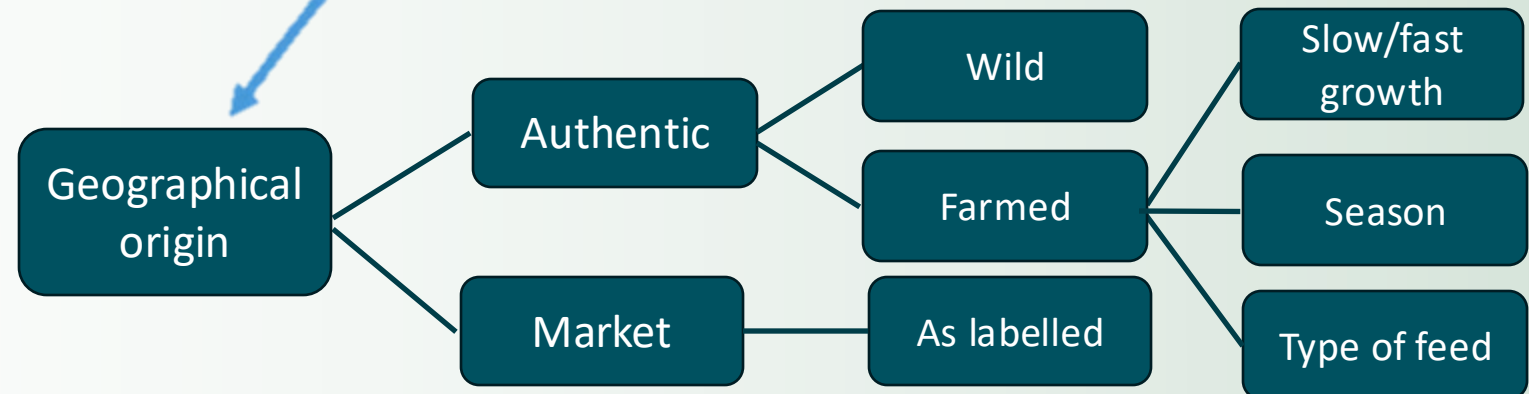 Geographical
origin
Authentic
Market
Wild
Farmed
As labelled
Slow/fast
growth
Season
Type of feed